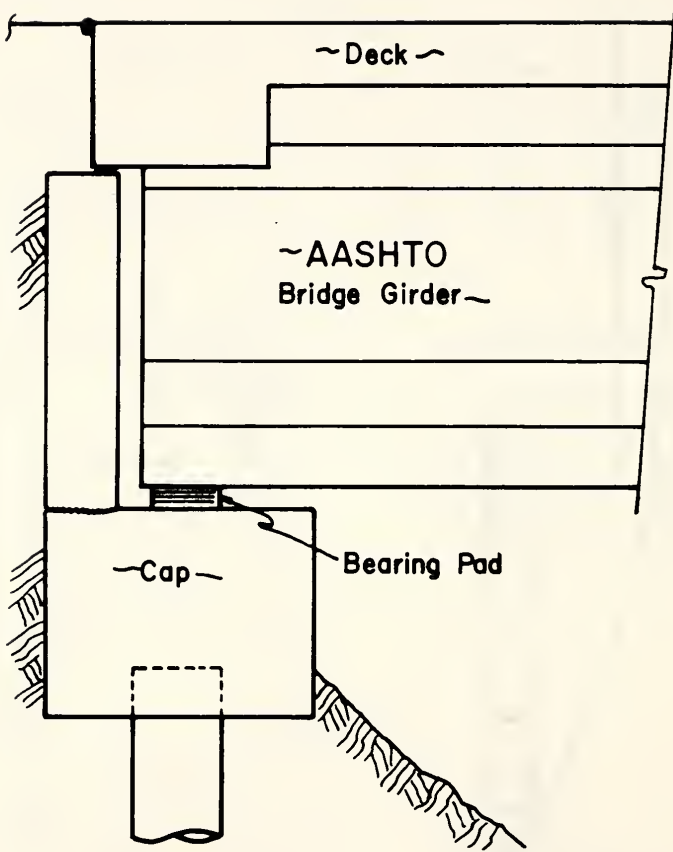 ~Deck~
~AASHTO
Bridge Girder~
Bearing Pad
~Cap~